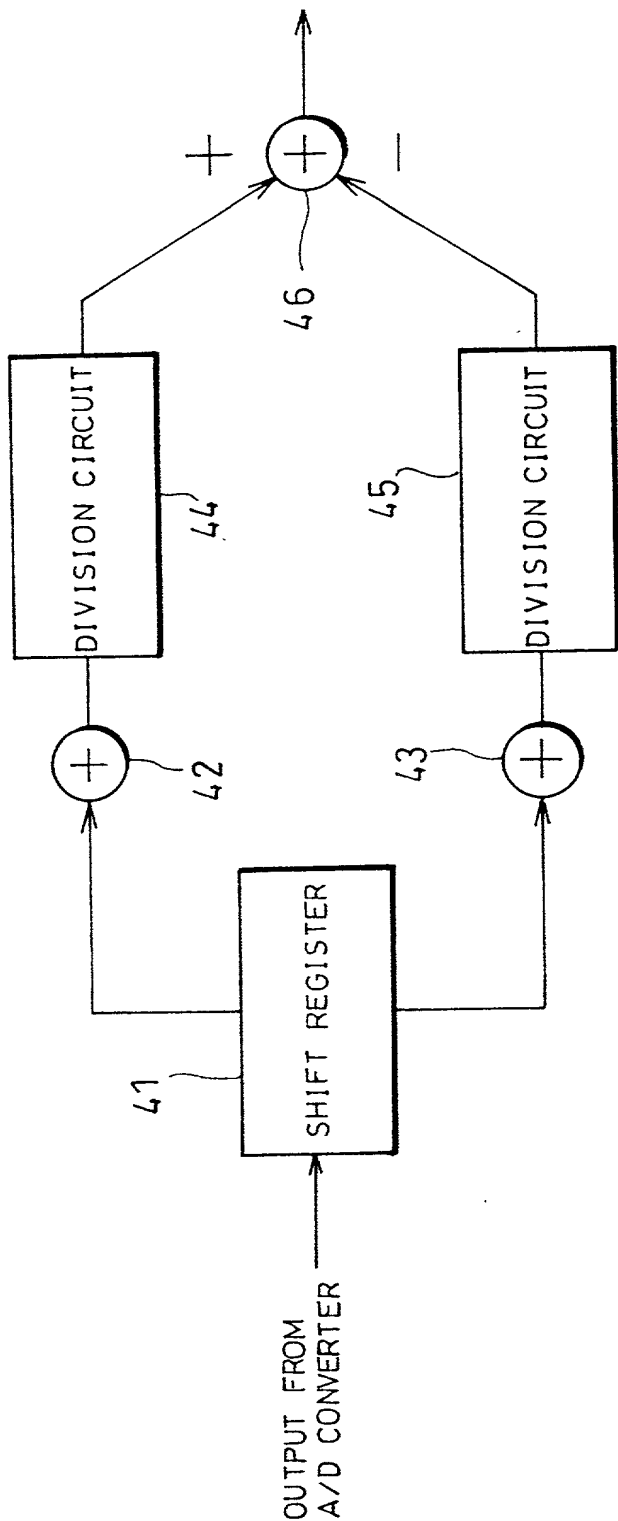 OUTPUT FROM
A/D CONVERTER
41
SHIFT REGISTER
42
43
DIVISION CIRCUIT
44
45
DIVISION CIRCUIT
46
+
−
+
+
+